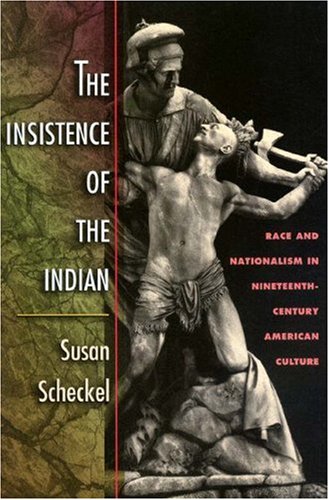 THE
INSISTENCE
OF
THE
INDIAN
Susan
Scheckel
RACE AND
NATIONALISM IN
NINETEENTH-
CENTURY
AMERICAN
CULTURE